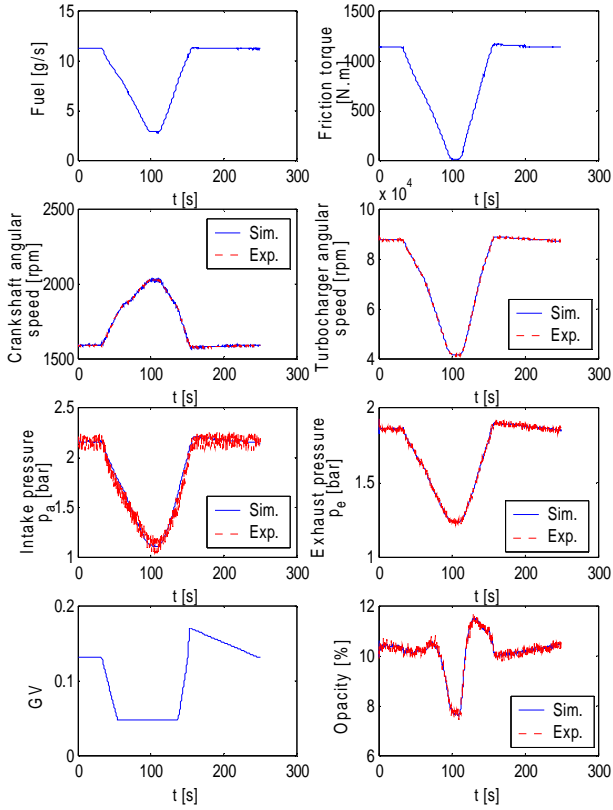 15
10
5
0
Fuel [g/s]
0 100 200 300
t [s]
1500
1000
500
0
Friction torque
[N.m]
0 100 200 300
t [s]
2500
2000
1500
Crankshaft angular
speed [rpm]
Sim.
Exp.
0 100 200 300
t [s]
x 10^4
10
8
6
4
Turbocharger angular
speed [rpm]
Sim.
Exp.
0 100 200 300
t [s]
2.5
2
1.5
1
Intake pressure
p_a [bar]
Sim.
Exp.
0 100 200 300
t [s]
2
1.5
1
Exhaust pressure
p_e [bar]
Sim.
Exp.
0 100 200 300
t [s]
0.2
0.1
0
GV
0 100 200 300
t [s]
12
10
8
6
Opacity [%]
Sim.
Exp.
0 100 200 300
t [s]